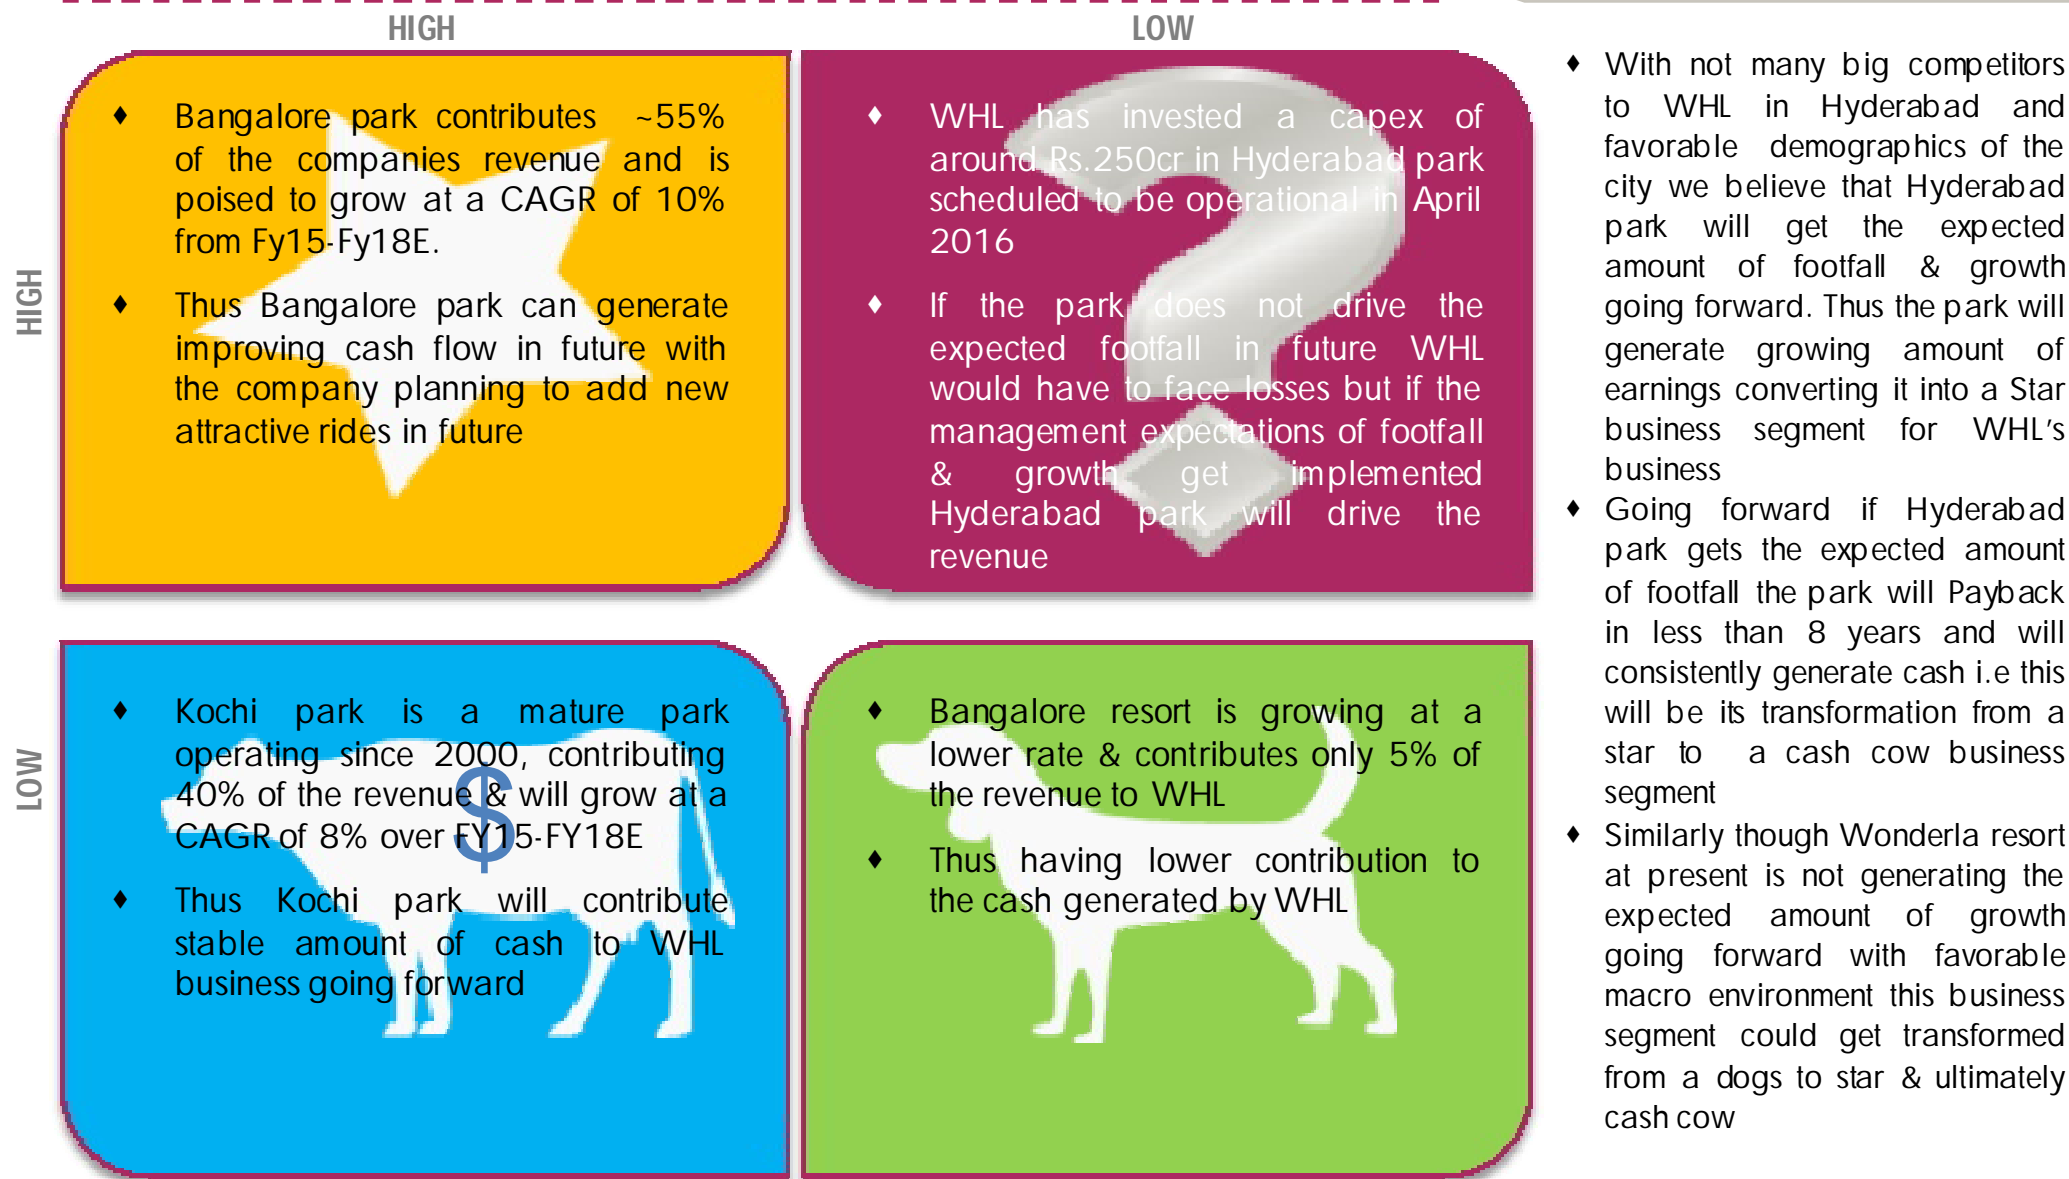 HIGH
LOW
HIGH
♦ Bangalore park contributes ~55%
of the companies revenue and is
poised to grow at a CAGR of 10%
from Fy15-Fy18E.
♦ Thus Bangalore park can generate
improving cash flow in future with
the company planning to add new
attractive rides in future
♦ WHL has invested a capex of
around Rs.250cr in Hyderabad park
scheduled to be operational in April
2016
♦ If the park does not drive the
expected footfall in future WHL
would have to face losses but if the
management expectations of footfall
& growth get implemented
Hyderabad park will drive the
revenue
LOW
♦ Kochi park is a mature park
operating since 2000, contributing
40% of the revenue & will grow at a
CAGR of 8% over FY15-FY18E
♦ Thus Kochi park will contribute
stable amount of cash to WHL
business going forward
$
♦ Bangalore resort is growing at a
lower rate & contributes only 5% of
the revenue to WHL
♦ Thus having lower contribution to
the cash generated by WHL
♦ With not many big competitors
to WHL in Hyderabad and
favorable demographics of the
city we believe that Hyderabad
park will get the expected
amount of footfall & growth
going forward. Thus the park will
generate growing amount of
earnings converting it into a Star
business segment for WHL's
business
♦ Going forward if Hyderabad
park gets the expected amount
of footfall the park will Payback
in less than 8 years and will
consistently generate cash i.e this
will be its transformation from a
star to a cash cow business
segment
♦ Similarly though Wonderla resort
at present is not generating the
expected amount of growth
going forward with favorable
macro environment this business
segment could get transformed
from a dogs to star & ultimately
cash cow